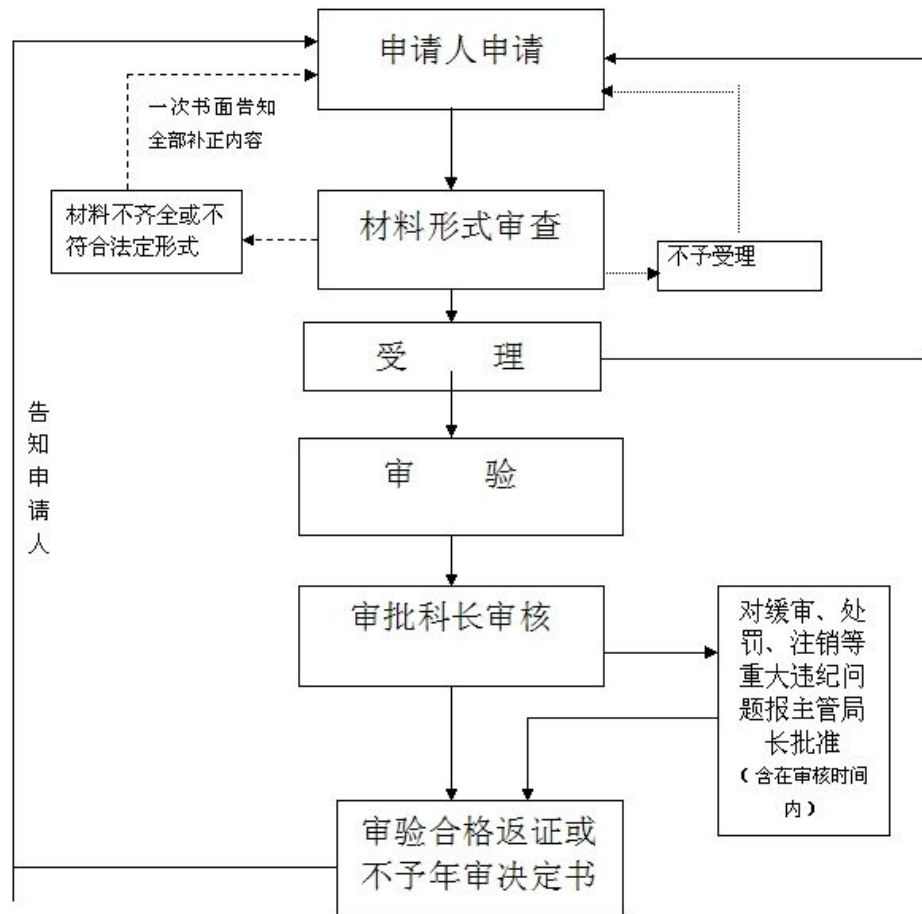 申请人申请
一次书面告知
全部补正内容
材料不齐全或不
符合法定形式
材料形式审查
不予受理
受 理
告知申请人
审 验
审批科长审核
对缓审、处
罚、注销等
重大违纪问
题报主管局
长批准
（含在审核时间
内）
审验合格返证或
不予年审决定书